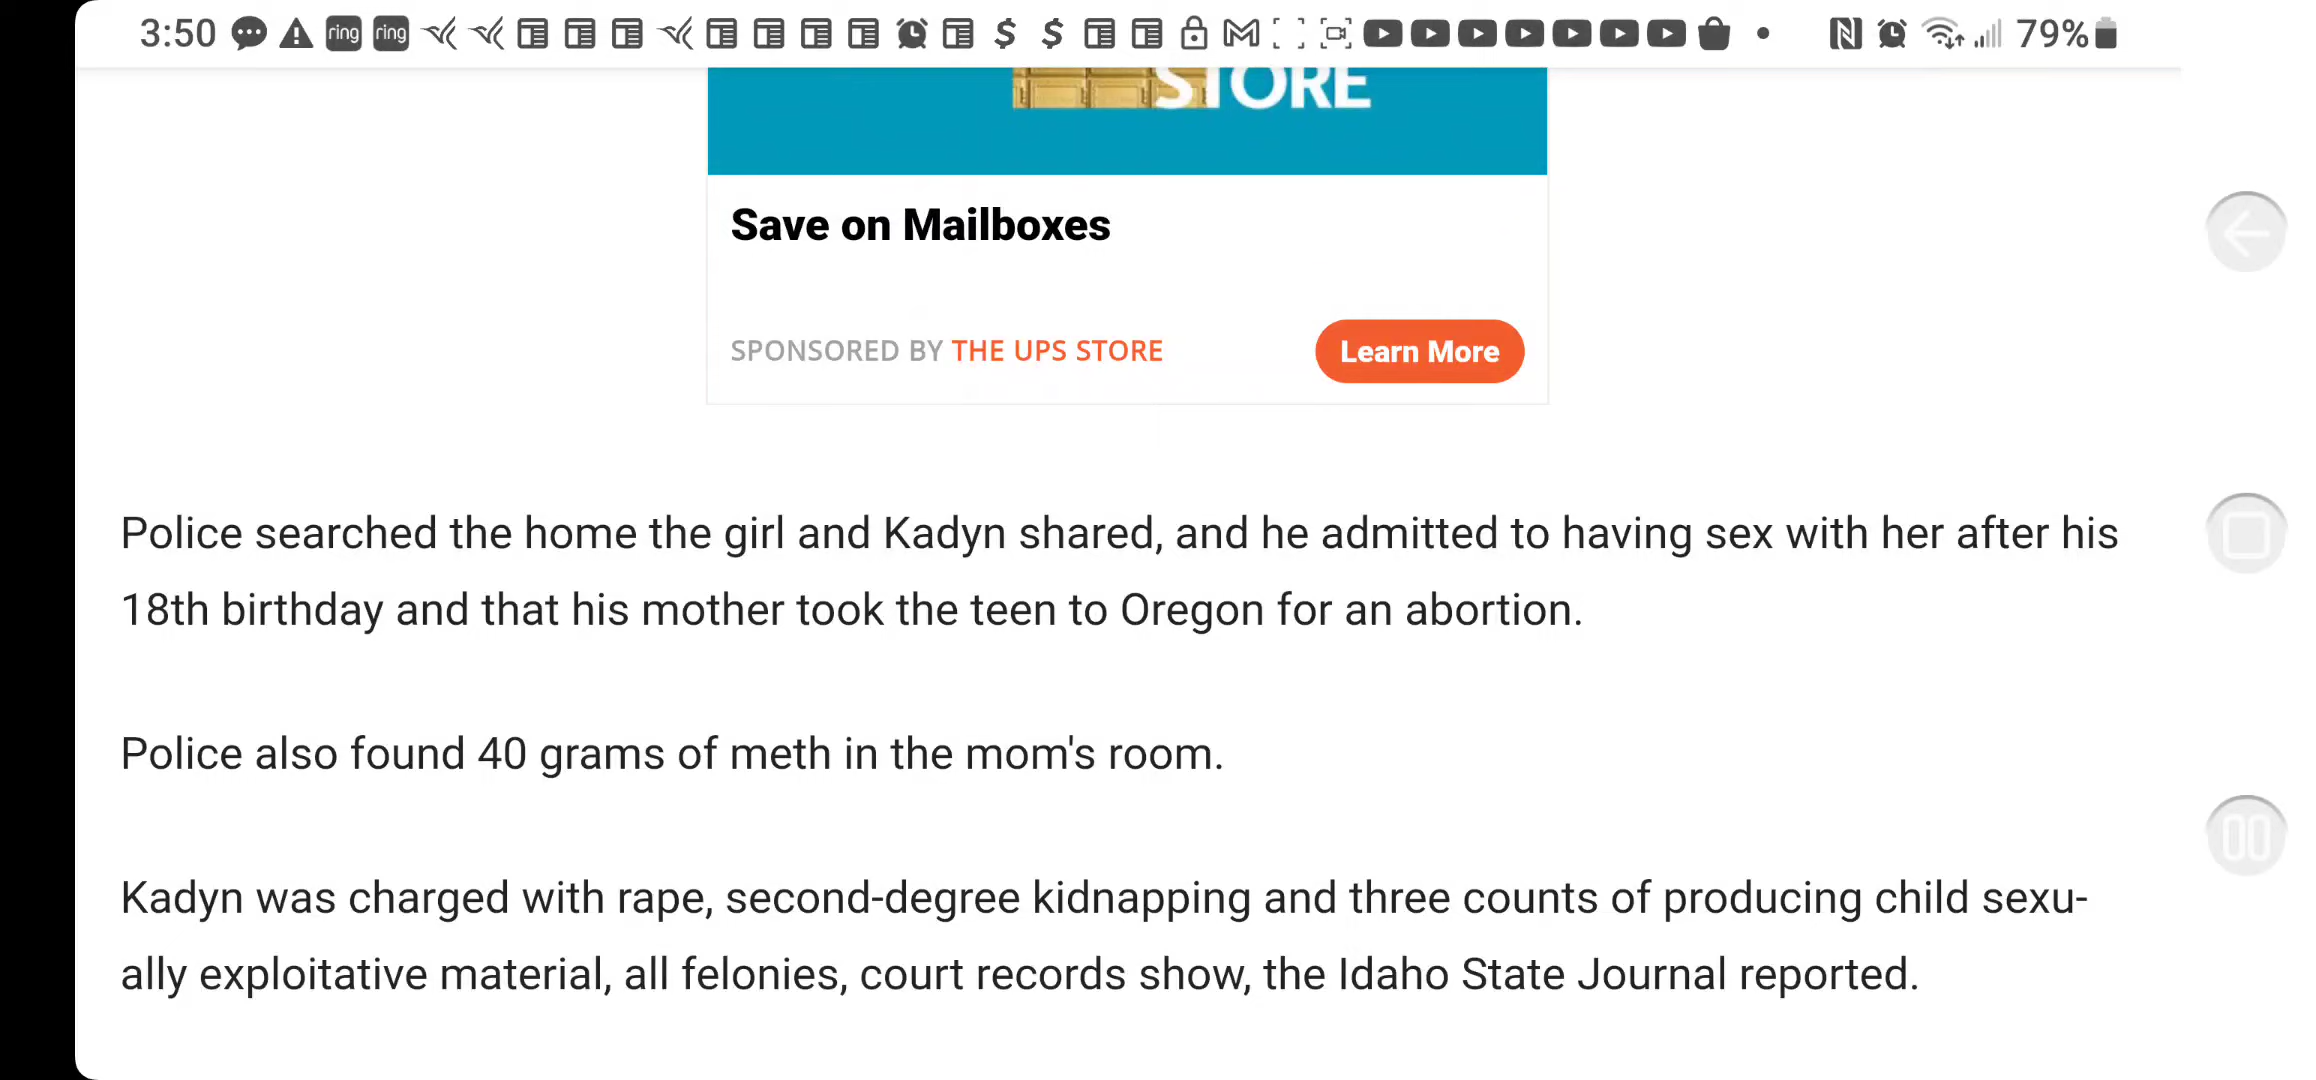 3:50 ring ring 79%
STORE
Save on Mailboxes
SPONSORED BY THE UPS STORE Learn More
Police searched the home the girl and Kadyn shared, and he admitted to having sex with her after his
18th birthday and that his mother took the teen to Oregon for an abortion.
Police also found 40 grams of meth in the mom's room.
Kadyn was charged with rape, second-degree kidnapping and three counts of producing child sexu-
ally exploitative material, all felonies, court records show, the Idaho State Journal reported.